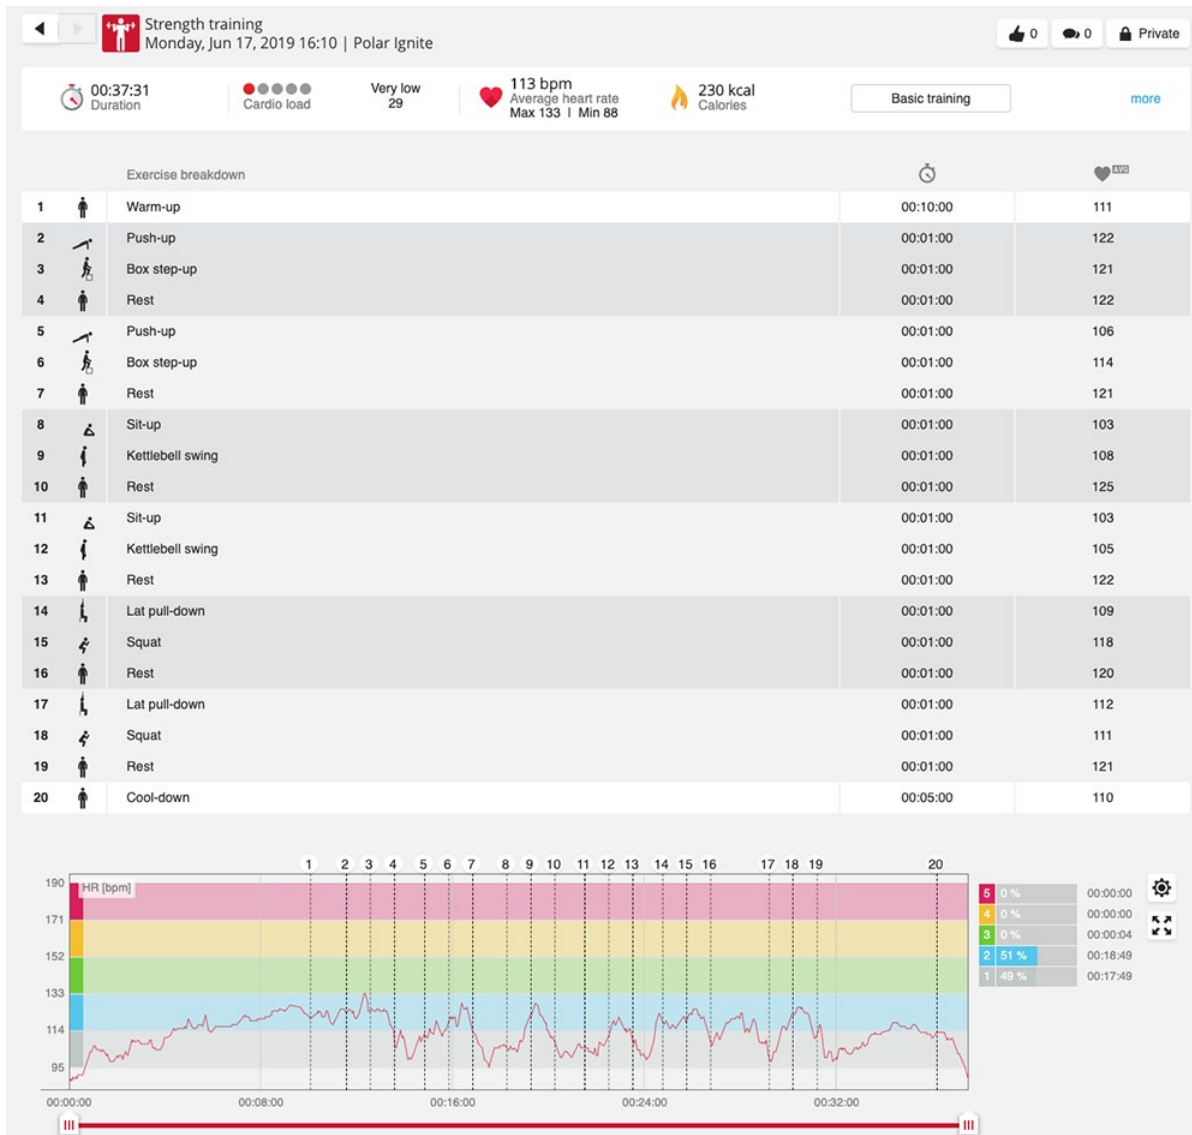 Strength training
Monday, Jun 17, 2019 16:10 | Polar Ignite
0
0
Private
00:37:31
Duration
Cardio load
Very low
29
113 bpm
Average heart rate
Max 133 | Min 88
230 kcal
Calories
Basic training
more
Exercise breakdown AVG
1 Warm-up 00:10:00 111
2 Push-up 00:01:00 122
3 Box step-up 00:01:00 121
4 Rest 00:01:00 122
5 Push-up 00:01:00 106
6 Box step-up 00:01:00 114
7 Rest 00:01:00 121
8 Sit-up 00:01:00 103
9 Kettlebell swing 00:01:00 108
10 Rest 00:01:00 125
11 Sit-up 00:01:00 103
12 Kettlebell swing 00:01:00 105
13 Rest 00:01:00 122
14 Lat pull-down 00:01:00 109
15 Squat 00:01:00 118
16 Rest 00:01:00 120
17 Lat pull-down 00:01:00 112
18 Squat 00:01:00 111
19 Rest 00:01:00 121
20 Cool-down 00:05:00 110
1 2 3 4 5 6 7 8 9 10 11 12 13 14 15 16 17 18 19 20
HR [bpm]
190
171
152
133
114
95
00:00:00 00:08:00 00:16:00 00:24:00 00:32:00
5 0 % 00:00:00
4 0 % 00:00:00
3 0 % 00:00:04
2 51 % 00:18:49
1 49 % 00:17:49